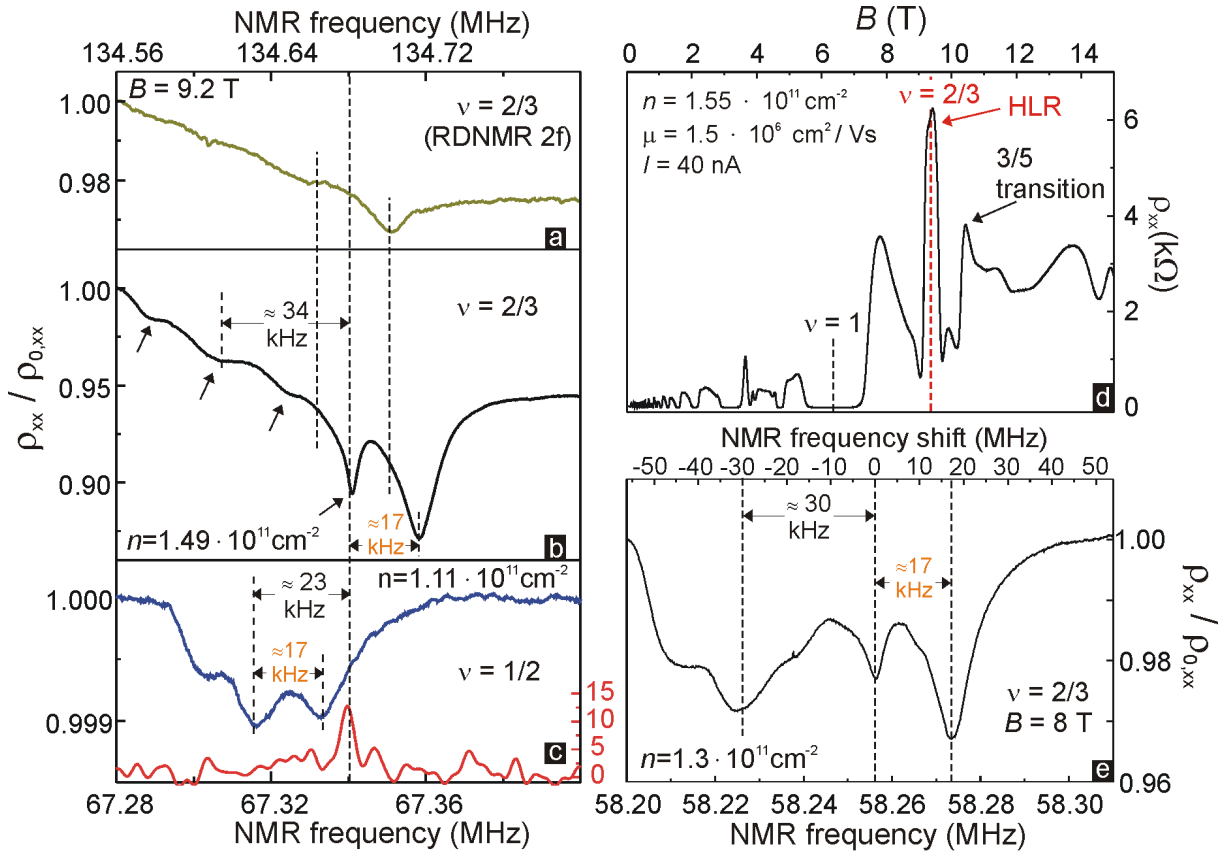 NMR frequency (MHz)
134.56
134.64
134.72
B = 9.2 T
1.00
0.98
ν = 2/3
(RDNMR 2f)
a
1.00
0.95
0.90
≈ 34
kHz
ν = 2/3
≈17
kHz
n=1.49 · 10¹¹cm⁻²
b
ρxx / ρ0,xx
n=1.11 · 10¹¹cm⁻²
1.000
0.999
≈ 23
kHz
≈17
kHz
ν = 1/2
15
10
5
0
c
67.28
67.32
67.36
NMR frequency (MHz)
B (T)
0 2 4 6 8 10 12 14
n = 1.55 · 10¹¹ cm⁻²
μ = 1.5 · 10⁶ cm² / Vs
I = 40 nA
ν = 2/3
HLR
3/5
transition
ν = 1
6
4
2
0
ρxx (kΩ)
d
NMR frequency shift (MHz)
-50 -40 -30 -20 -10 0 10 20 30 40 50
≈ 30
kHz
≈17
kHz
1.00
0.98
0.96
ρxx / ρ0,xx
ν = 2/3
B = 8 T
n=1.3 · 10¹¹cm⁻²
e
58.20 58.22 58.24 58.26 58.28 58.30
NMR frequency (MHz)